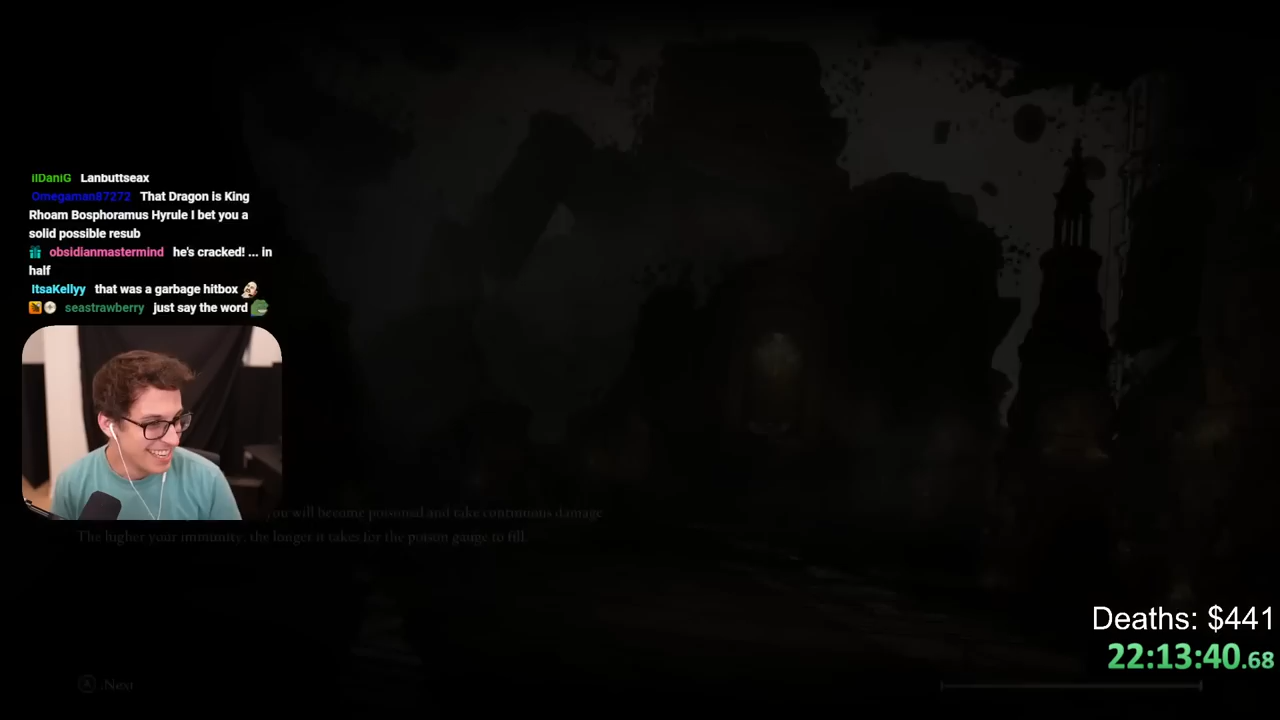 ilDaniG Lanbuttseax
Omegaman87272 That Dragon is King
Rhoam Bosphoramus Hyrule I bet you a
solid possible resub
obsidianmastermind he's cracked! ... in
half
ItsaKellyy that was a garbage hitbox
seastrawberry just say the word
you will become poisoned and take continuous damage
The higher your immunity, the longer it takes for the poison gauge to fill.
Deaths: $441
22:13:40.68
A :Next